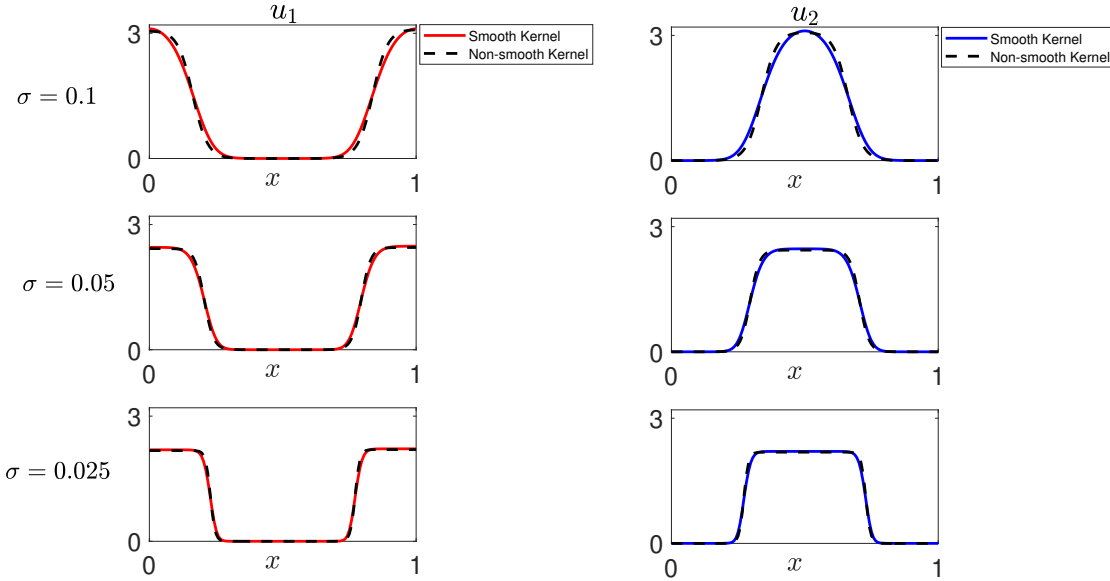 u₁
u₂
3
0
0
x
1
Smooth Kernel
Non-smooth Kernel
3
0
0
x
1
Smooth Kernel
Non-smooth Kernel
σ = 0.1
3
0
0
x
1
3
0
0
x
1
σ = 0.05
3
0
0
x
1
3
0
0
x
1
σ = 0.025